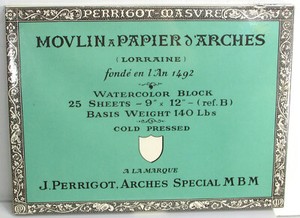 PERRIGOT-MASURE
MOVLIN A PAPIER d'ARCHES
(LORRAINE)
fondé en l'An 1492
WATERCOLOR BLOCK
25 SHEETS - 9" x 12" - (ref. B)
BASIS WEIGHT 140 Lbs
COLD PRESSED
A LA MARQUE
J. PERRIGOT. ARCHES SPECIAL M B M